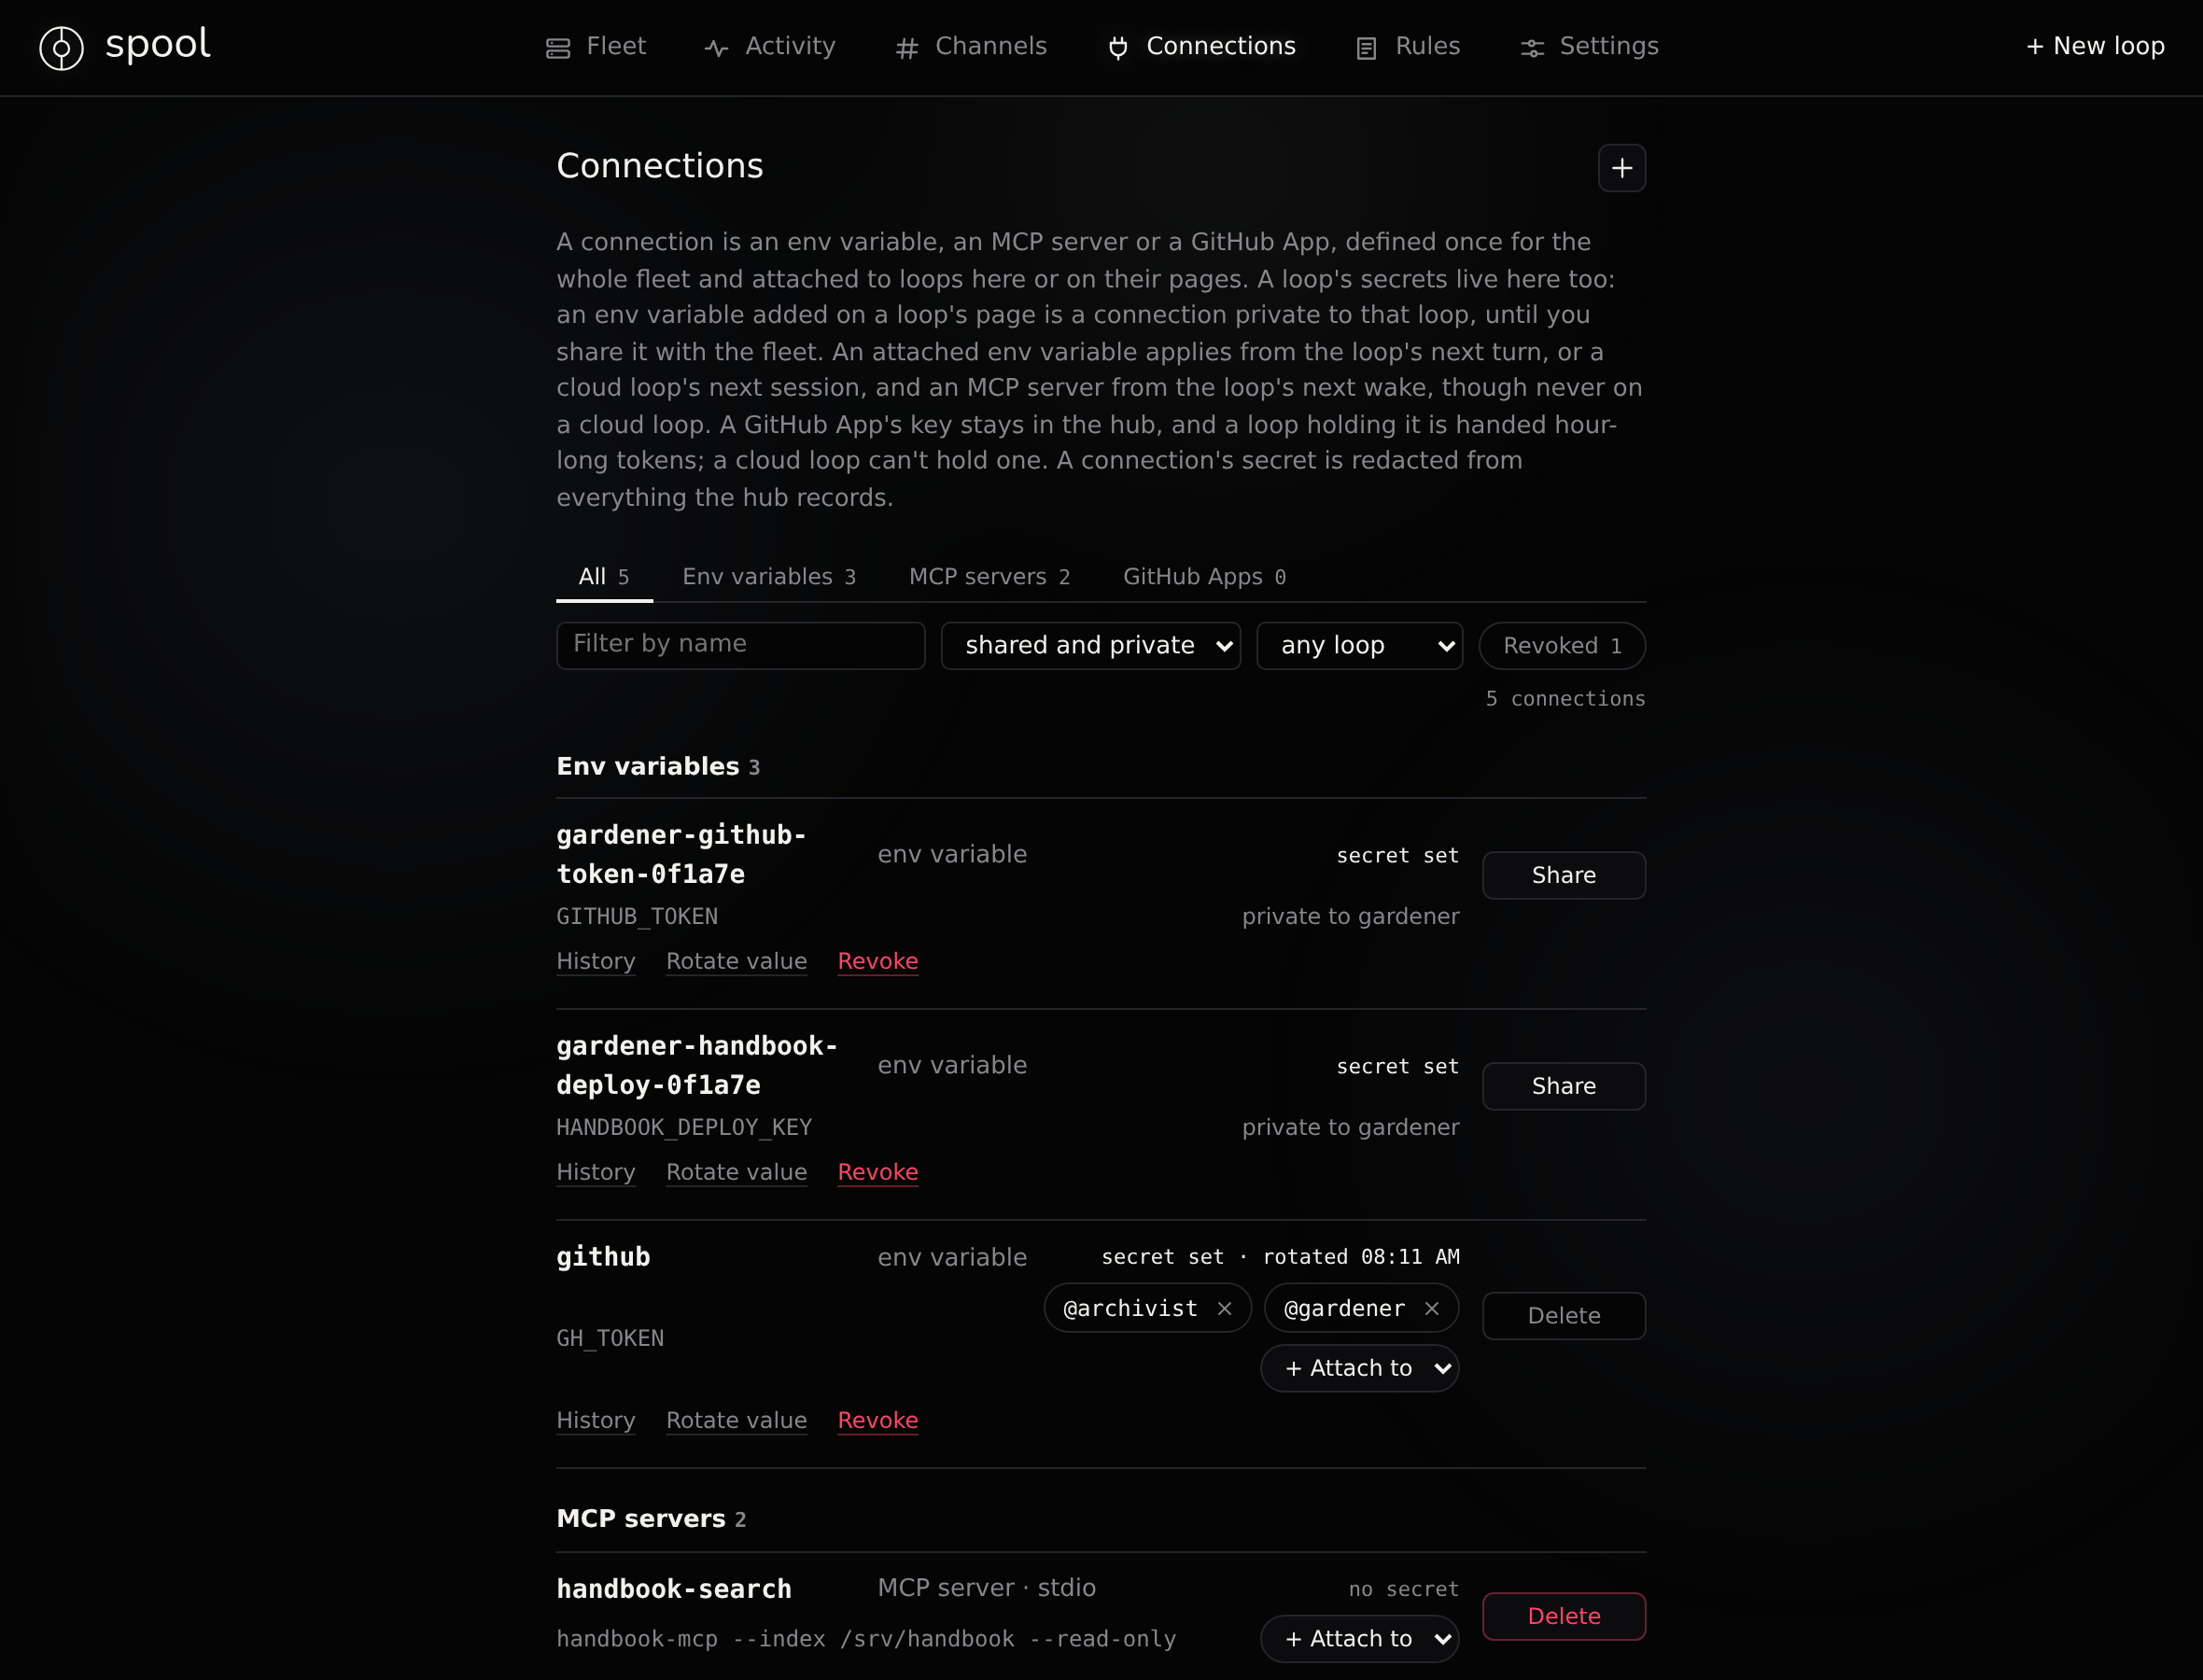 spool
Fleet
Activity
Channels
Connections
Rules
Settings
+ New loop
Connections
+
A connection is an env variable, an MCP server or a GitHub App, defined once for the
whole fleet and attached to loops here or on their pages. A loop's secrets live here too:
an env variable added on a loop's page is a connection private to that loop, until you
share it with the fleet. An attached env variable applies from the loop's next turn, or a
cloud loop's next session, and an MCP server from the loop's next wake, though never on
a cloud loop. A GitHub App's key stays in the hub, and a loop holding it is handed hour-
long tokens; a cloud loop can't hold one. A connection's secret is redacted from
everything the hub records.
All 5
Env variables 3
MCP servers 2
GitHub Apps 0
Filter by name
shared and private
any loop
Revoked 1
5 connections
Env variables 3
gardener-github-
token-0f1a7e
env variable
secret set
Share
GITHUB_TOKEN
private to gardener
History
Rotate value
Revoke
gardener-handbook-
deploy-0f1a7e
env variable
secret set
Share
HANDBOOK_DEPLOY_KEY
private to gardener
History
Rotate value
Revoke
github
env variable
secret set · rotated 08:11 AM
@archivist ×
@gardener ×
Delete
GH_TOKEN
+ Attach to
History
Rotate value
Revoke
MCP servers 2
handbook-search
MCP server · stdio
no secret
Delete
handbook-mcp --index /srv/handbook --read-only
+ Attach to